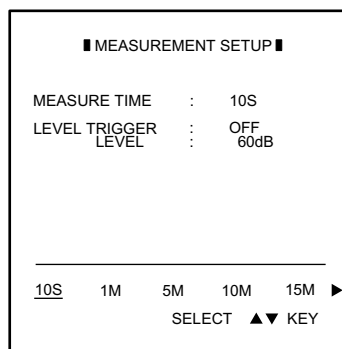 ▮ MEASUREMENT SETUP ▮
MEASURE TIME : 10S
LEVEL TRIGGER : OFF
LEVEL : 60dB
10S 1M 5M 10M 15M ►
SELECT ▲▼ KEY